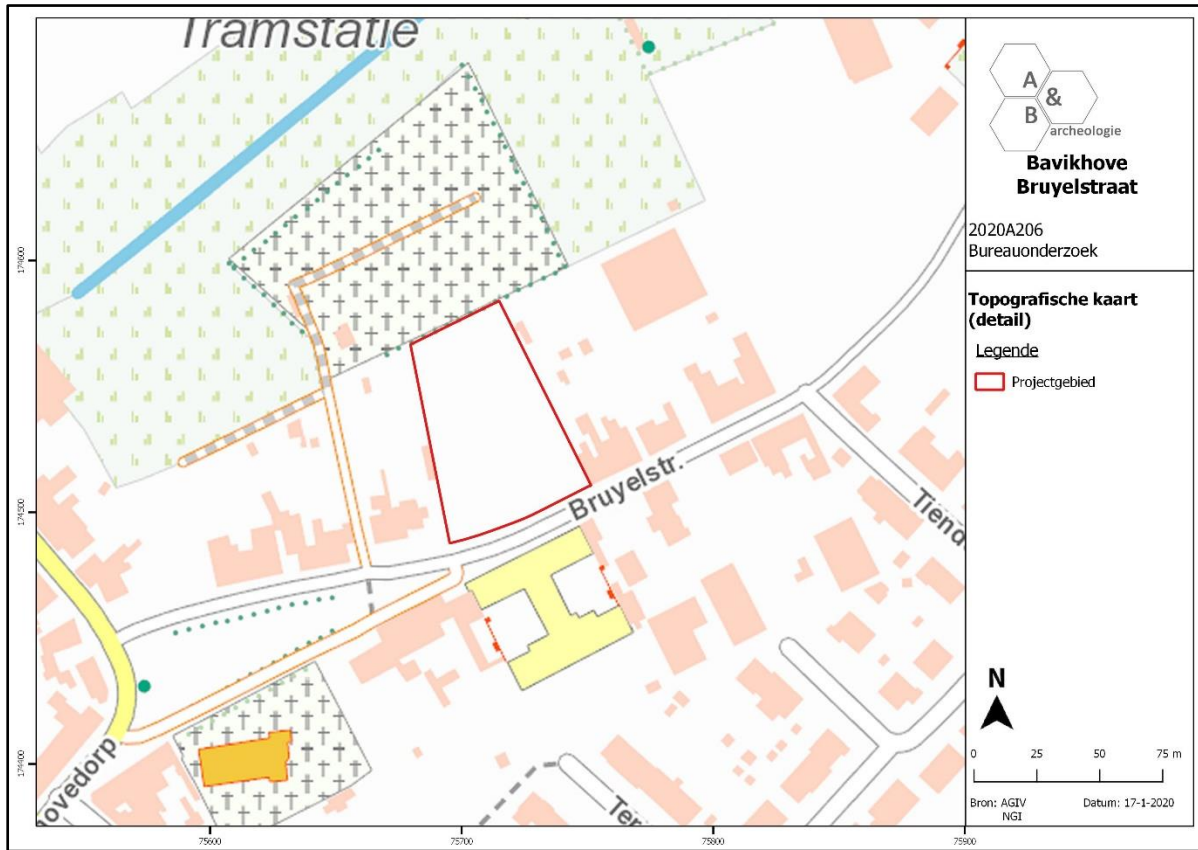 Tramstatie
Bruyelstr.
Tiend
hovedorp
Ter
174600
174500
174400
75600
75700
75800
75900
A
&
B
archeologie
Bavikhove
Bruyelstraat
2020A206
Bureauonderzoek
Topografische kaart
(detail)
Legende
Projectgebied
N
0 25 50 75 m
Bron: AGIV Datum: 17-1-2020
NGI